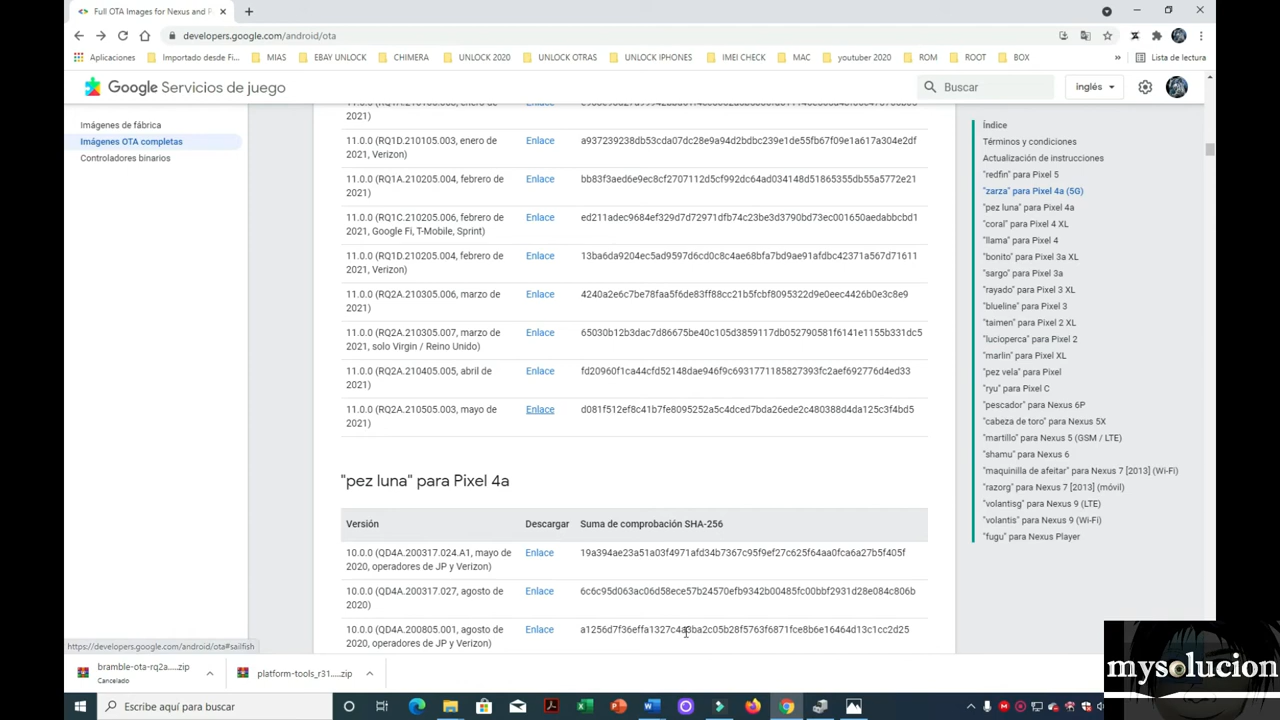 Full OTA Images for Nexus and P
developers.google.com/android/ota
Aplicaciones
Importado desde Fi...
MIAS
EBAY UNLOCK
CHIMERA
UNLOCK 2020
UNLOCK OTRAS
UNLOCK IPHONES
IMEI CHECK
MAC
youtuber 2020
ROM
ROOT
BOX
»
Lista de lectura
Google Servicios de juego
Buscar
inglés
Imágenes de fábrica
Imágenes OTA completas
Controladores binarios
2021)
11.0.0 (RQ1D.210105.003, enero de
2021, Verizon)
Enlace
a937239238db53cda07dc28e9a94d2bdbc239e1de55fb67f09e1a617a304e2df
11.0.0 (RQ1A.210205.004, febrero de
2021)
Enlace
bb83f3aed6e9ec8cf2707112d5cf992dc64ad034148d51865355db55a5772e21
11.0.0 (RQ1C.210205.006, febrero de
2021, Google Fi, T-Mobile, Sprint)
Enlace
ed211adec9684ef329d7d72971dfb74c23be3d3790bd73ec001650aedabbcbd1
11.0.0 (RQ1D.210205.004, febrero de
2021, Verizon)
Enlace
13ba6da9204ec5ad9597d6cd0c8c4ae68bfa7bd9ae91afdbc42371a567d71611
11.0.0 (RQ2A.210305.006, marzo de
2021)
Enlace
4240a2e6c7be78faa5f6de83ff88cc21b5fcbf8095322d9e0eec4426b0e3c8e9
11.0.0 (RQ2A.210305.007, marzo de
2021, solo Virgin / Reino Unido)
Enlace
65030b12b3dac7d86675be40c105d3859117db052790581f6141e1155b331dc5
11.0.0 (RQ2A.210405.005, abril de
2021)
Enlace
fd20960f1ca44cfd52148dae946f9c6931771185827393fc2aef692776d4ed33
11.0.0 (RQ2A.210505.003, mayo de
2021)
Enlace
d081f512ef8c41b7fe8095252a5c4dced7bda26ede2c480388d4da125c3f4bd5
"pez luna" para Pixel 4a
Versión
Descargar
Suma de comprobación SHA-256
10.0.0 (QD4A.200317.024.A1, mayo de
2020, operadores de JP y Verizon)
Enlace
19a394ae23a51a03f4971afd34b7367c95f9ef27c625f64aa0fca6a27b5f405f
10.0.0 (QD4A.200317.027, agosto de
2020)
Enlace
6c6c95d063ac06d58ece57b24570efb9342b00485fc00bbf2931d28e084c806b
10.0.0 (QD4A.200805.001, agosto de
2020, operadores de JP y Verizon)
Enlace
Índice
Términos y condiciones
Actualización de instrucciones
"redfin" para Pixel 5
"zarza" para Pixel 4a (5G)
"pez luna" para Pixel 4a
"coral" para Pixel 4 XL
"llama" para Pixel 4
"bonito" para Pixel 3a XL
"sargo" para Pixel 3a
"rayado" para Pixel 3 XL
"blueline" para Pixel 3
"taimen" para Pixel 2 XL
"lucioperca" para Pixel 2
"marlin" para Pixel XL
"pez vela" para Pixel
"ryu" para Pixel C
"pescador" para Nexus 6P
"cabeza de toro" para Nexus 5X
"martillo" para Nexus 5 (GSM / LTE)
"shamu" para Nexus 6
"maquinilla de afeitar" para Nexus 7 [2013] (Wi-Fi)
"razorg" para Nexus 7 [2013] (móvil)
"volantisg" para Nexus 9 (LTE)
"volantis" para Nexus 9 (Wi-Fi)
"fugu" para Nexus Player
https://developers.google.com/android/ota#sailfish
bramble-ota-rq2a.....zip
Cancelado
platform-tools_r31....zip
Escribe aquí para buscar
mysolucion